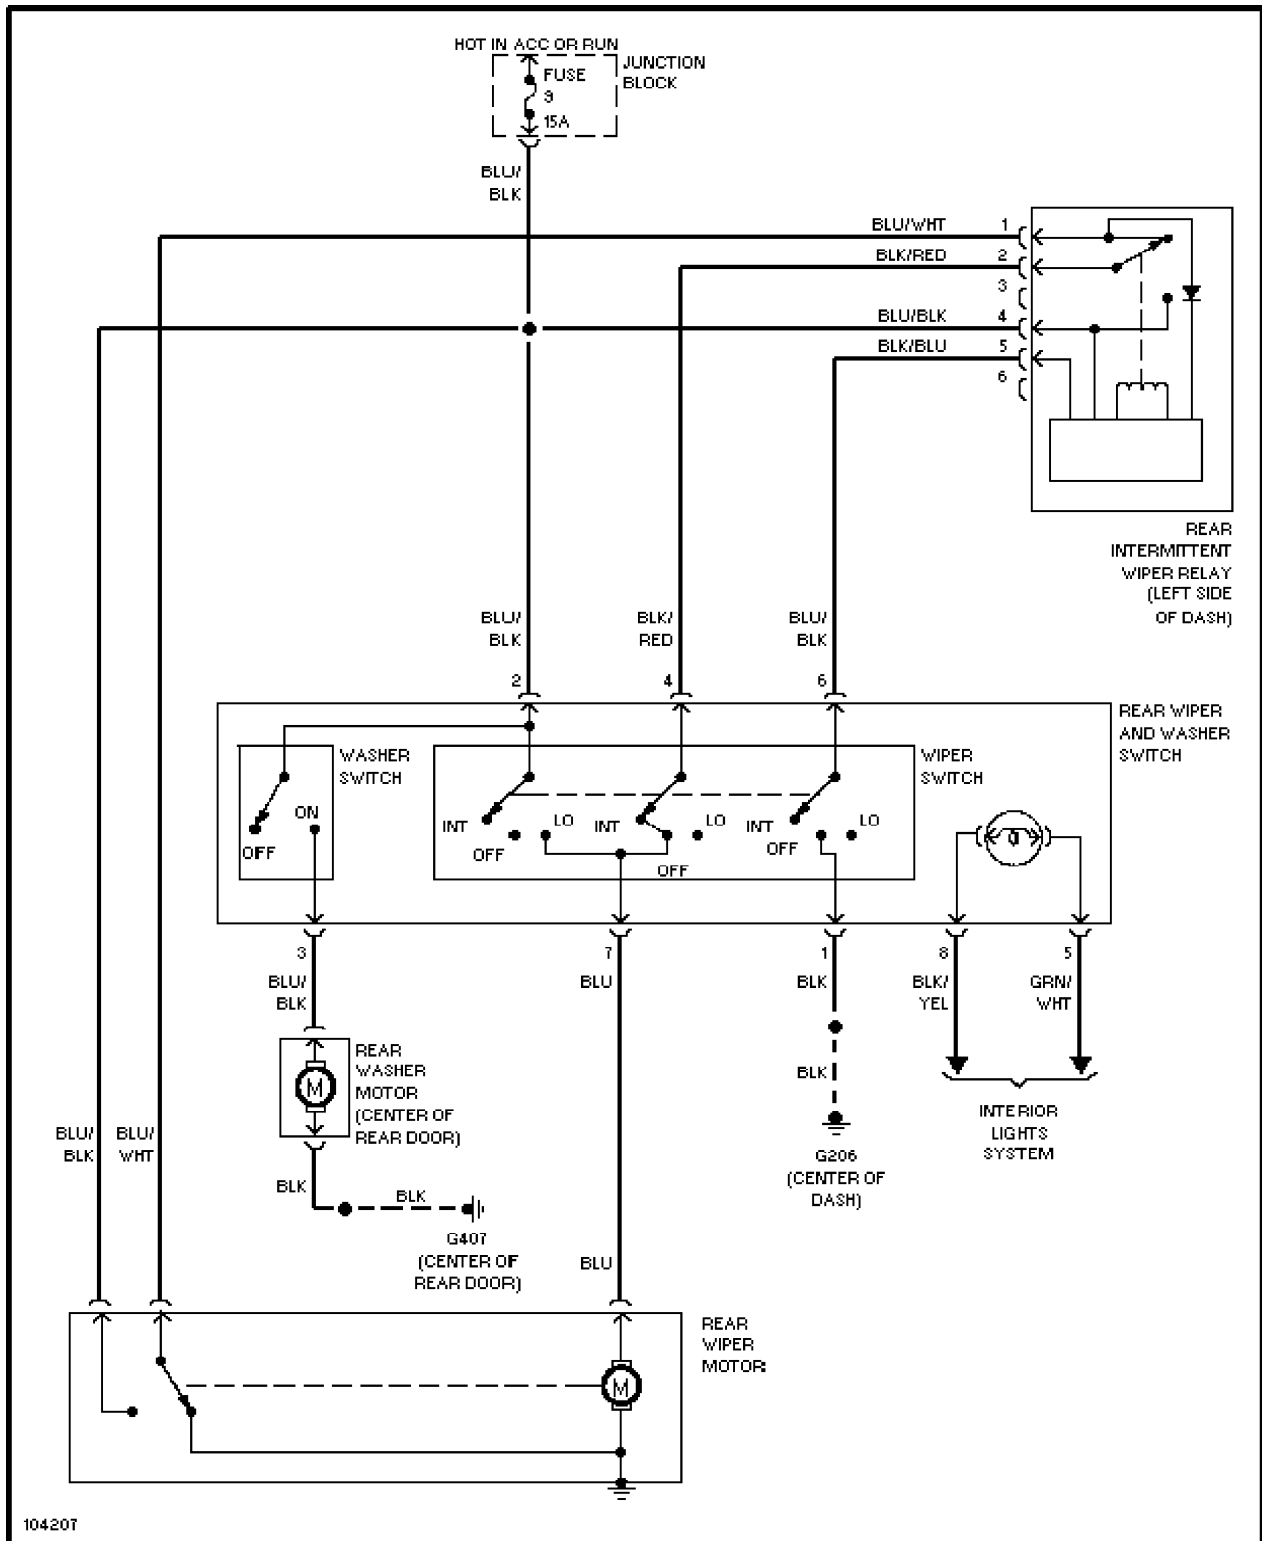 HOT IN ACC OR RUN
JUNCTION
BLOCK
FUSE
9
15A
BLU/
BLK
BLU/WHT 1
BLK/RED 2
3
BLU/BLK 4
BLK/BLU 5
6
REAR
INTERMITTENT
WIPER RELAY
(LEFT SIDE
OF DASH)
BLU/
BLK
BLK/
RED
BLU/
BLK
2
4
6
REAR WIPER
AND WASHER
SWITCH
WASHER
SWITCH
WIPER
SWITCH
ON
OFF
INT
OFF
LO
INT
LO
OFF
INT
OFF
LO
3
7
1
8
5
BLU/
BLK
BLU
BLK
BLK/
YEL
GRN/
WHT
REAR
WASHER
MOTOR
(CENTER OF
REAR DOOR)
M
BLK
INTERIOR
LIGHTS
SYSTEM
BLU/
BLK
BLU/
WHT
G206
(CENTER OF
DASH)
BLK
BLK
G407
(CENTER OF
REAR DOOR)
BLU
REAR
WIPER
MOTOR
M
104207